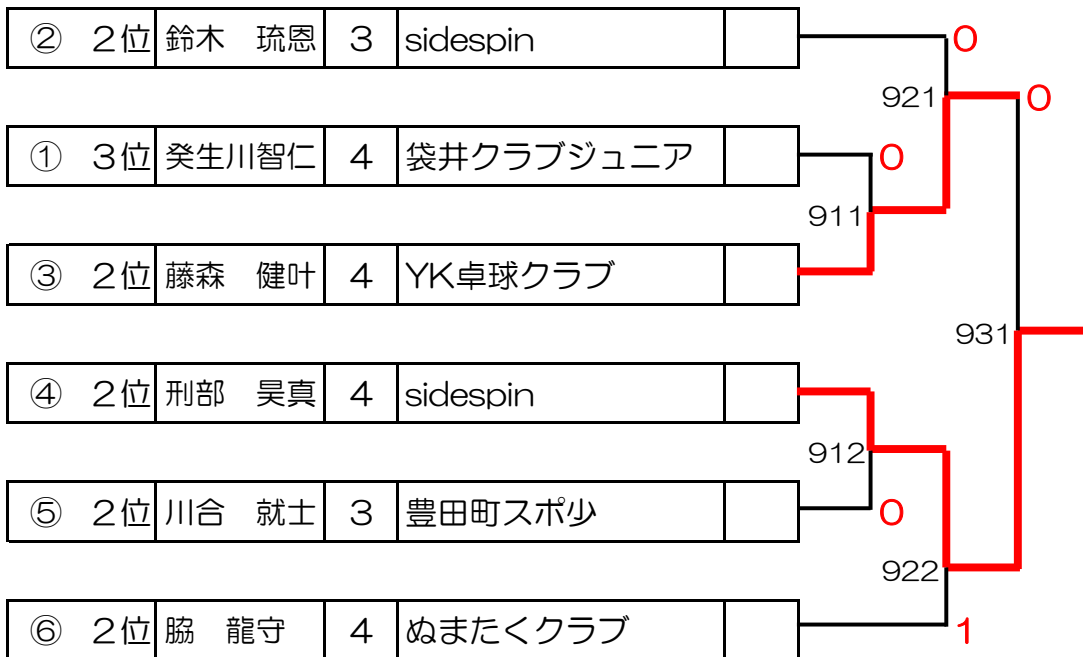 ② 2位 鈴木 琉恩 3 sidespin 0
921 0
① 3位 癸生川智仁 4 袋井クラブジュニア 0
911
③ 2位 藤森 健叶 4 YK卓球クラブ
931
④ 2位 刑部 昊真 4 sidespin
912
⑤ 2位 川合 就士 3 豊田町スポ少 0
922
⑥ 2位 脇 龍守 4 ぬまたくクラブ 1